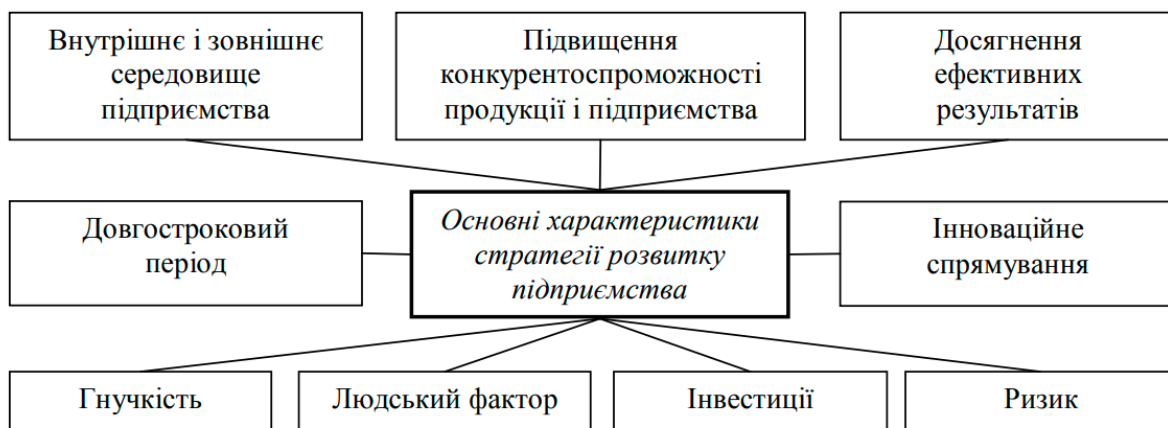 Внутрішнє і зовнішнє
середовище
підприємства
Підвищення
конкурентоспроможності
продукції і підприємства
Досягнення
ефективних
результатів
Довгостроковий
період
Основні характеристики
стратегії розвитку
підприємства
Інноваційне
спрямування
Гнучкість
Людський фактор
Інвестиції
Ризик